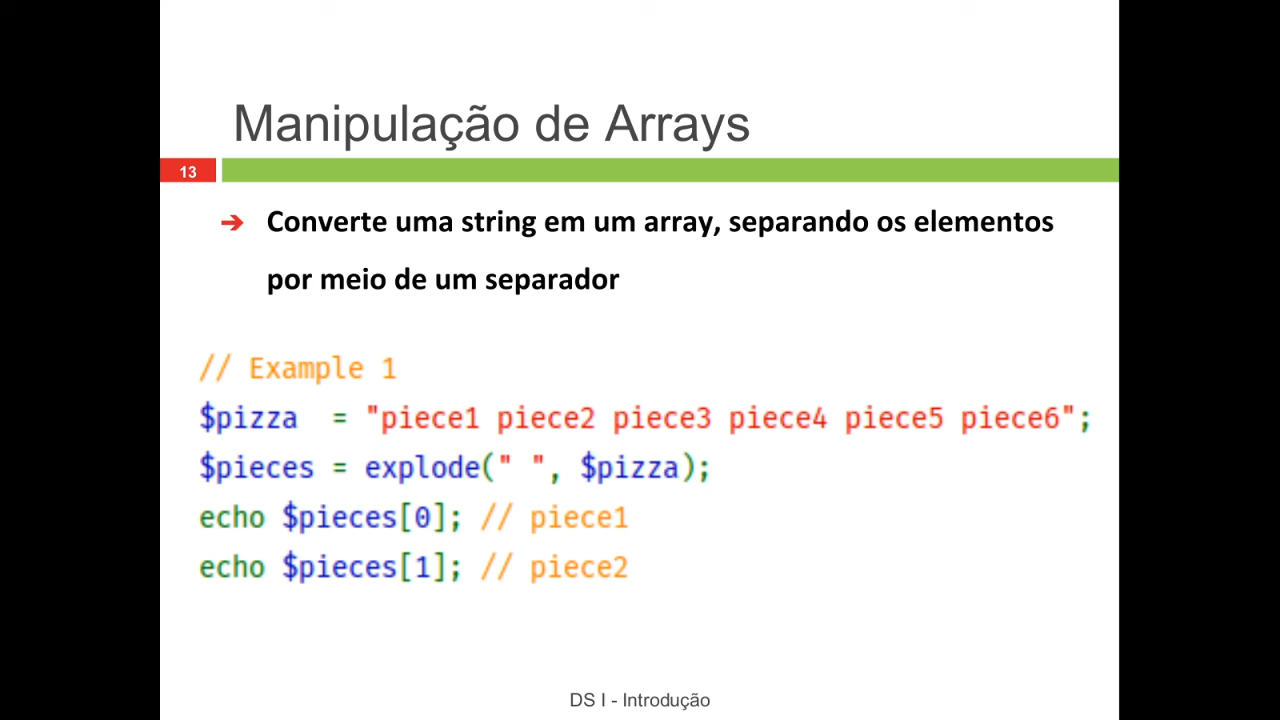 Manipulação de Arrays
13
➔ Converte uma string em um array, separando os elementos
por meio de um separador
// Example 1
$pizza  = "piece1 piece2 piece3 piece4 piece5 piece6";
$pieces = explode(" ", $pizza);
echo $pieces[0]; // piece1
echo $pieces[1]; // piece2
DS I - Introdução